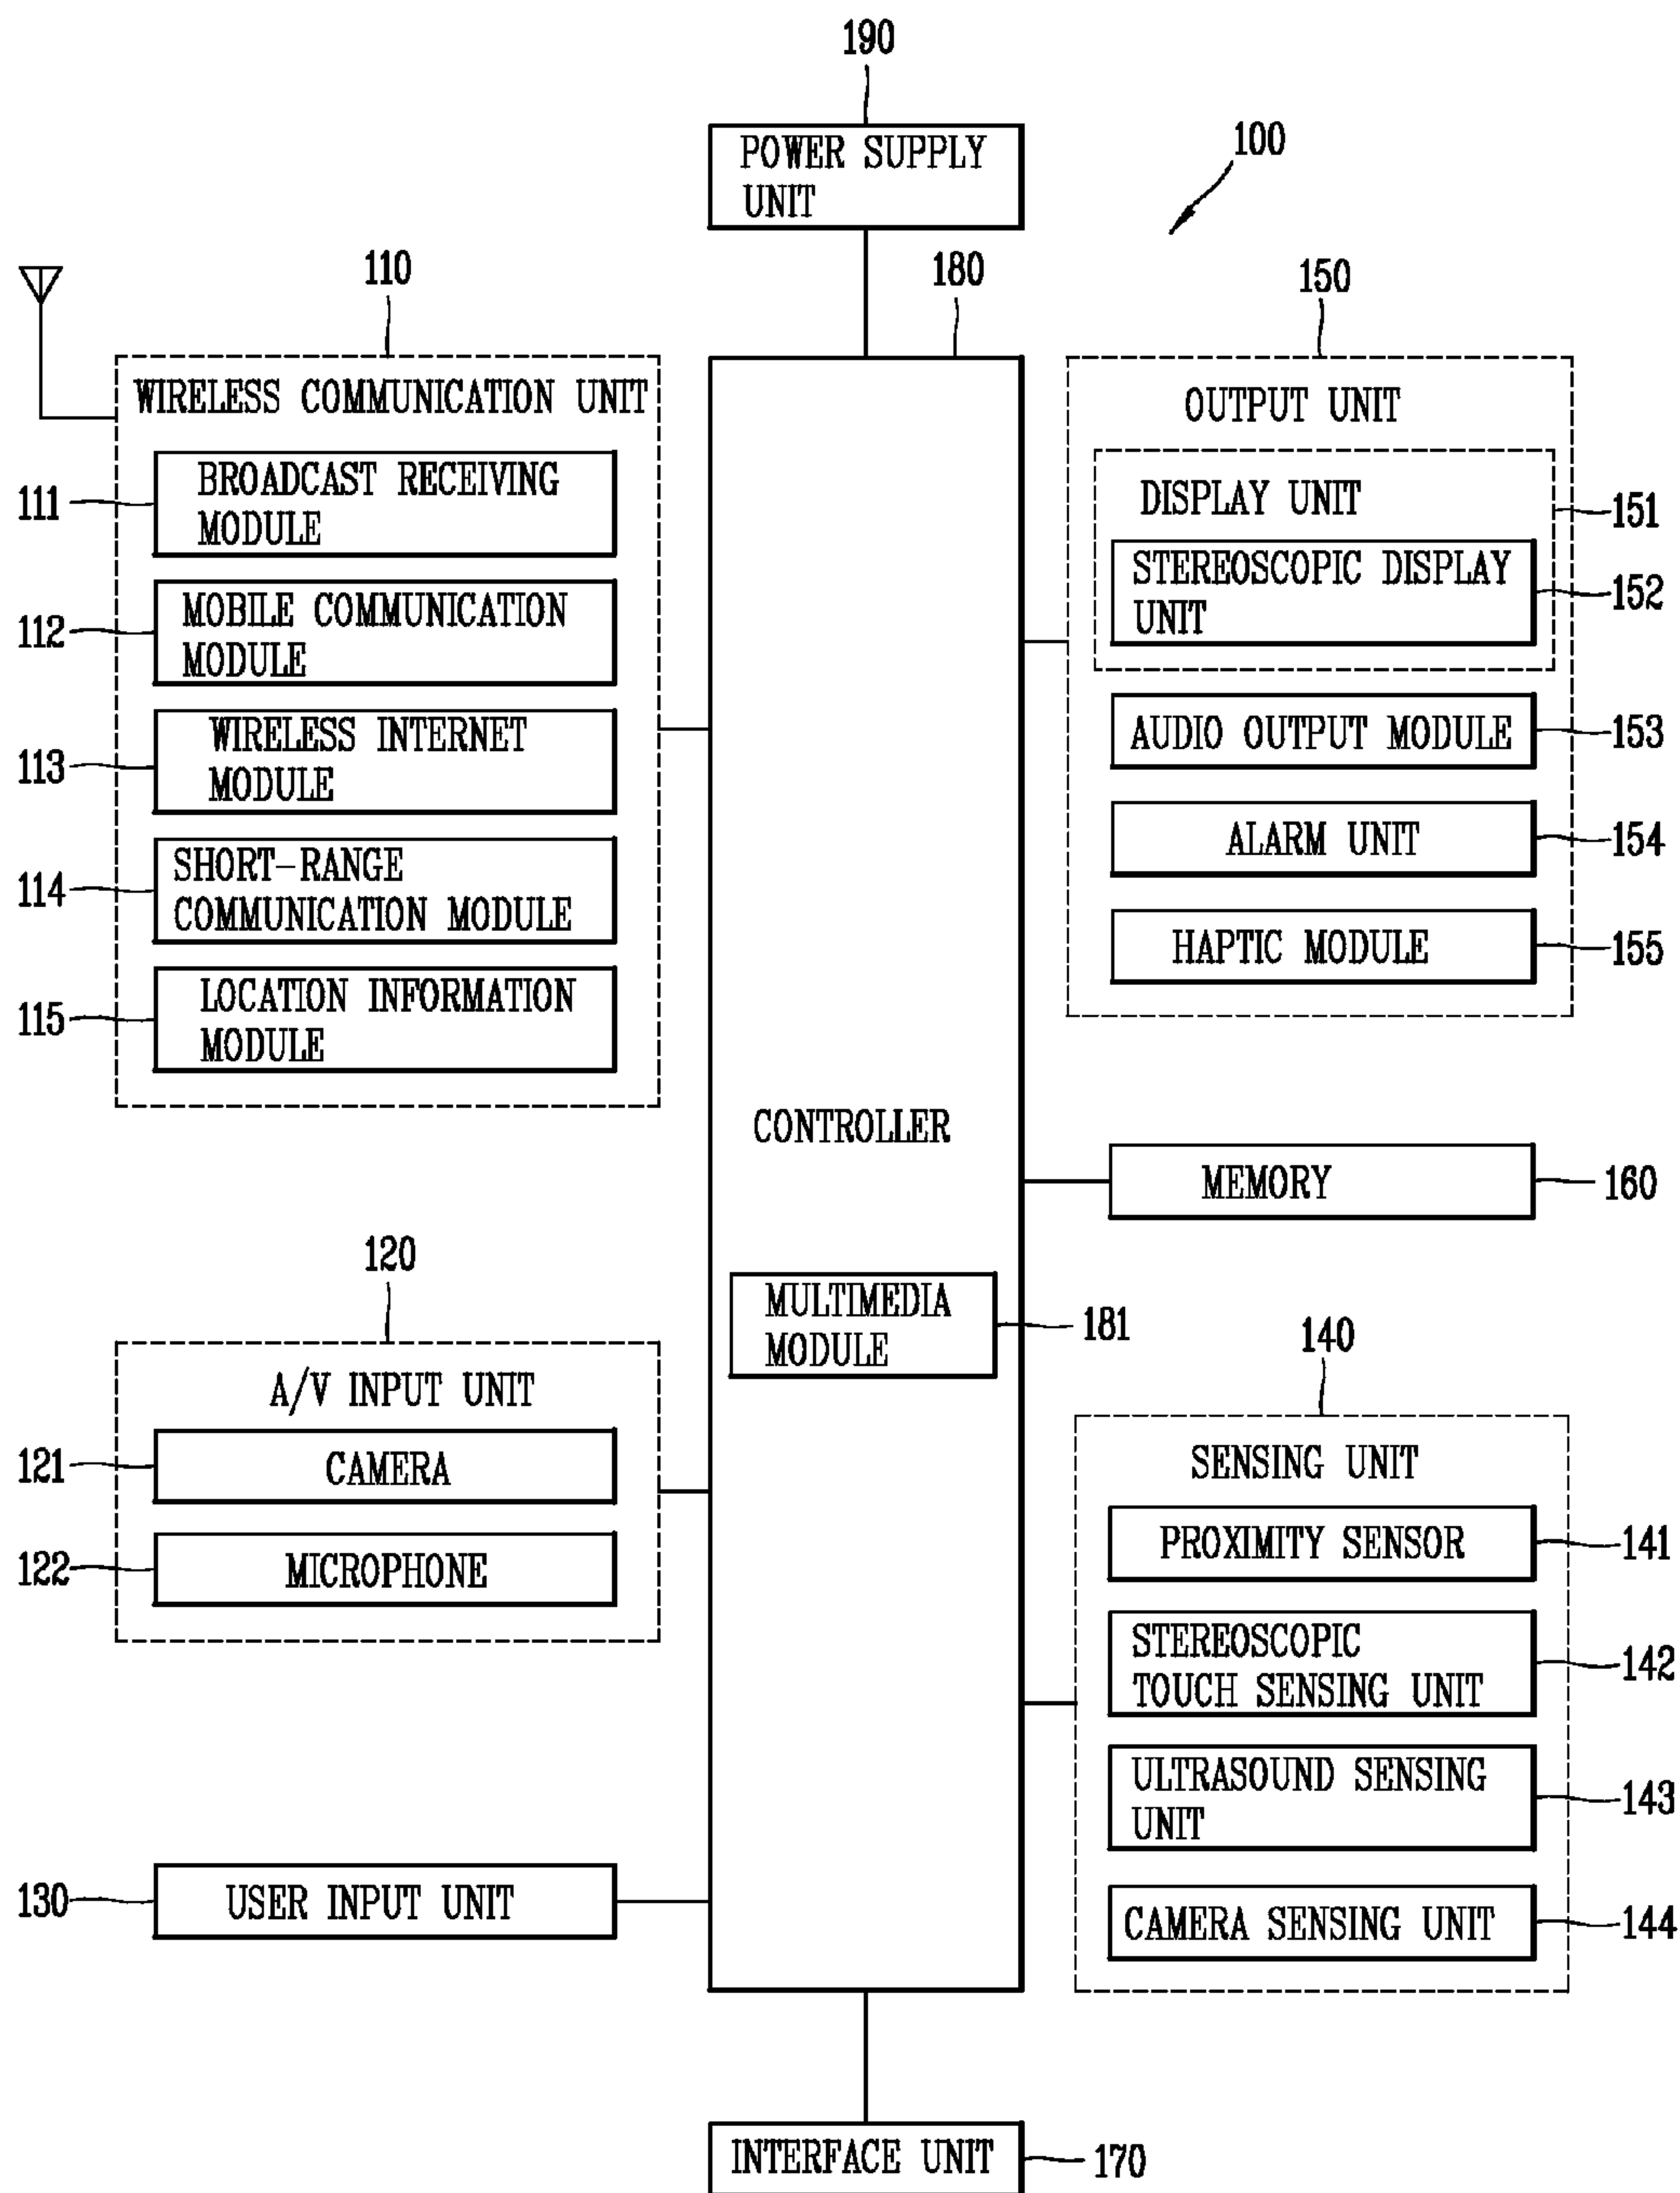 190
POWER SUPPLY
UNIT
100
110
180
150
WIRELESS COMMUNICATION UNIT
111
BROADCAST RECEIVING
MODULE
112
MOBILE COMMUNICATION
MODULE
113
WIRELESS INTERNET
MODULE
114
SHORT-RANGE
COMMUNICATION MODULE
115
LOCATION INFORMATION
MODULE
OUTPUT UNIT
DISPLAY UNIT
151
STEREOSCOPIC DISPLAY
UNIT
152
AUDIO OUTPUT MODULE
153
ALARM UNIT
154
HAPTIC MODULE
155
CONTROLLER
MEMORY
160
120
A/V INPUT UNIT
121
CAMERA
122
MICROPHONE
MULTIMEDIA
MODULE
181
140
SENSING UNIT
PROXIMITY SENSOR
141
STEREOSCOPIC
TOUCH SENSING UNIT
142
ULTRASOUND SENSING
UNIT
143
CAMERA SENSING UNIT
144
130
USER INPUT UNIT
INTERFACE UNIT
170